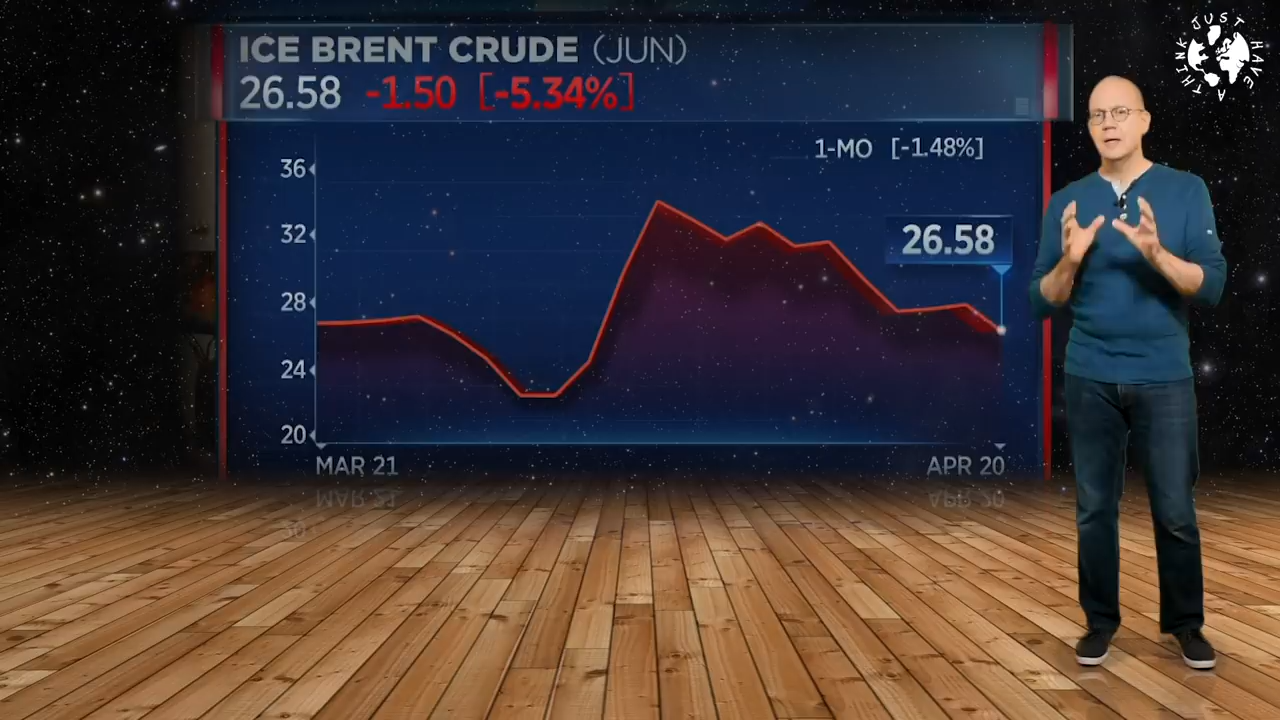 ICE BRENT CRUDE (JUN)
26.58 -1.50 [-5.34%]
1-MO [-1.48%]
36
32
28
24
20
26.58
MAR 21
APR 20
JUST HAVE A THINK